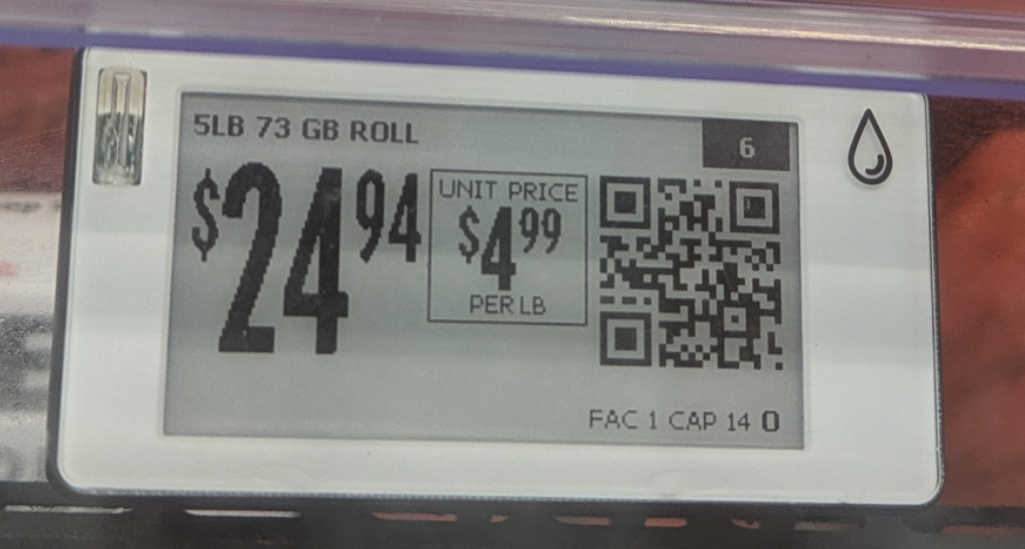 5LB 73 GB ROLL
6
$24 94
UNIT PRICE
$4 99
PER LB
FAC 1 CAP 14 0